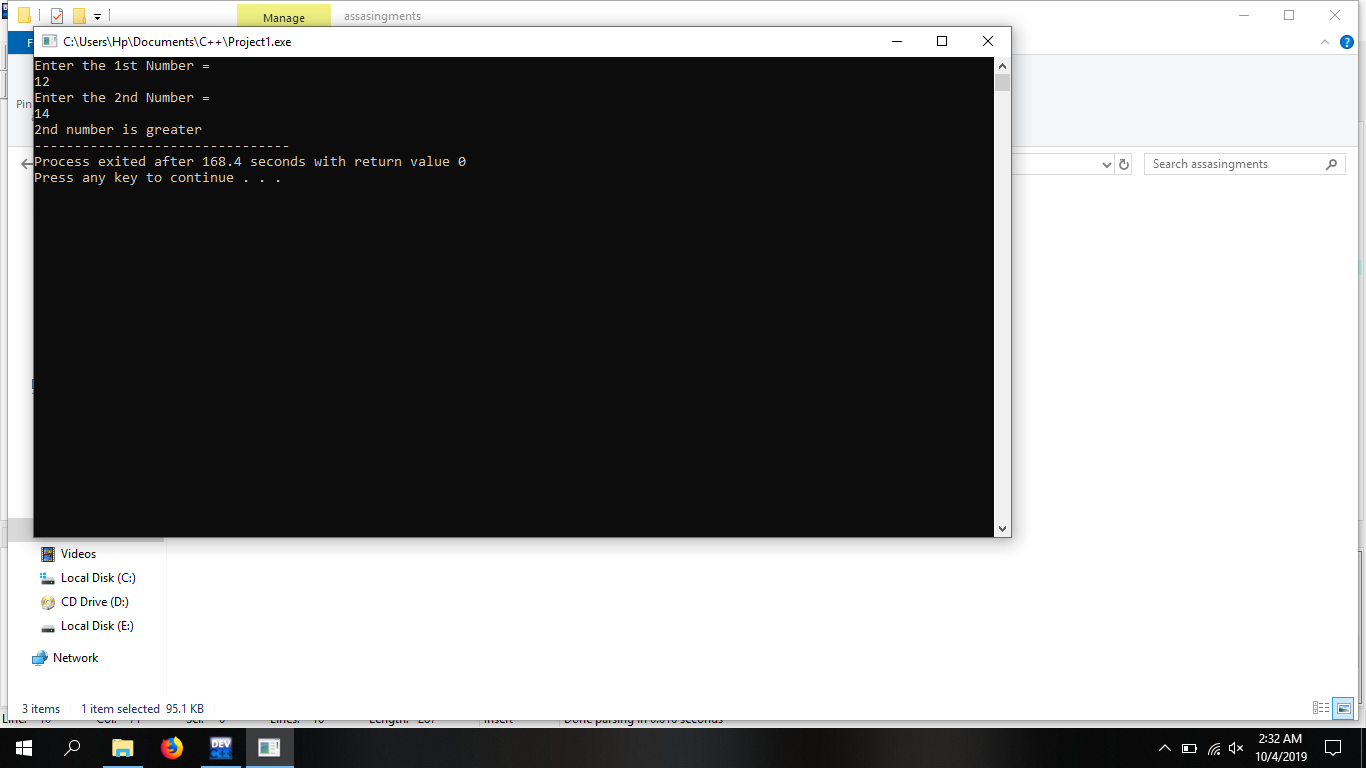 Manage assasingments
F
C:\Users\Hp\Documents\C++\Project1.exe
Enter the 1st Number =
12
Enter the 2nd Number =
14
2nd number is greater
--------------------------------
Process exited after 168.4 seconds with return value 0
Press any key to continue . . .
Pin
Search assasingments
Videos
Local Disk (C:)
CD Drive (D:)
Local Disk (E:)
Network
3 items 1 item selected 95.1 KB
DEV C++
2:32 AM
10/4/2019